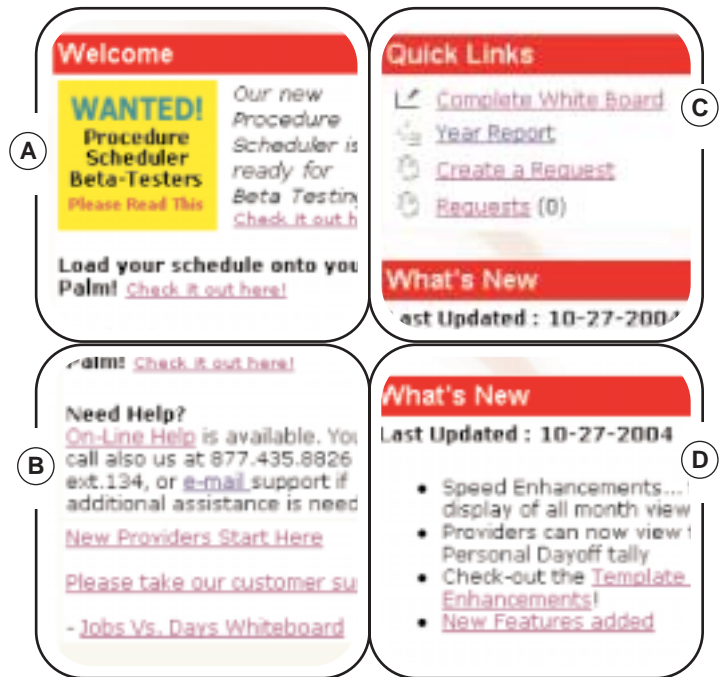 A
Welcome
WANTED!
Procedure
Scheduler
Beta-Testers
Please Read This
Our new
Procedure
Scheduler is
ready for
Beta Testing
Check it out h
Load your schedule onto you
Palm! Check it out here!
C
Quick Links
Complete White Board
Year Report
Create a Request
Requests (0)
What's New
Last Updated : 10-27-2004
B
Palm! Check it out here!
Need Help?
On-Line Help is available. You
call also us at 877.435.8826
ext.134, or e-mail support if
additional assistance is need
New Providers Start Here
Please take our customer su
- Jobs Vs. Days Whiteboard
D
What's New
Last Updated : 10-27-2004
• Speed Enhancements...
display of all month view
• Providers can now view
Personal Dayoff tally
• Check-out the Template
Enhancements!
• New Features added